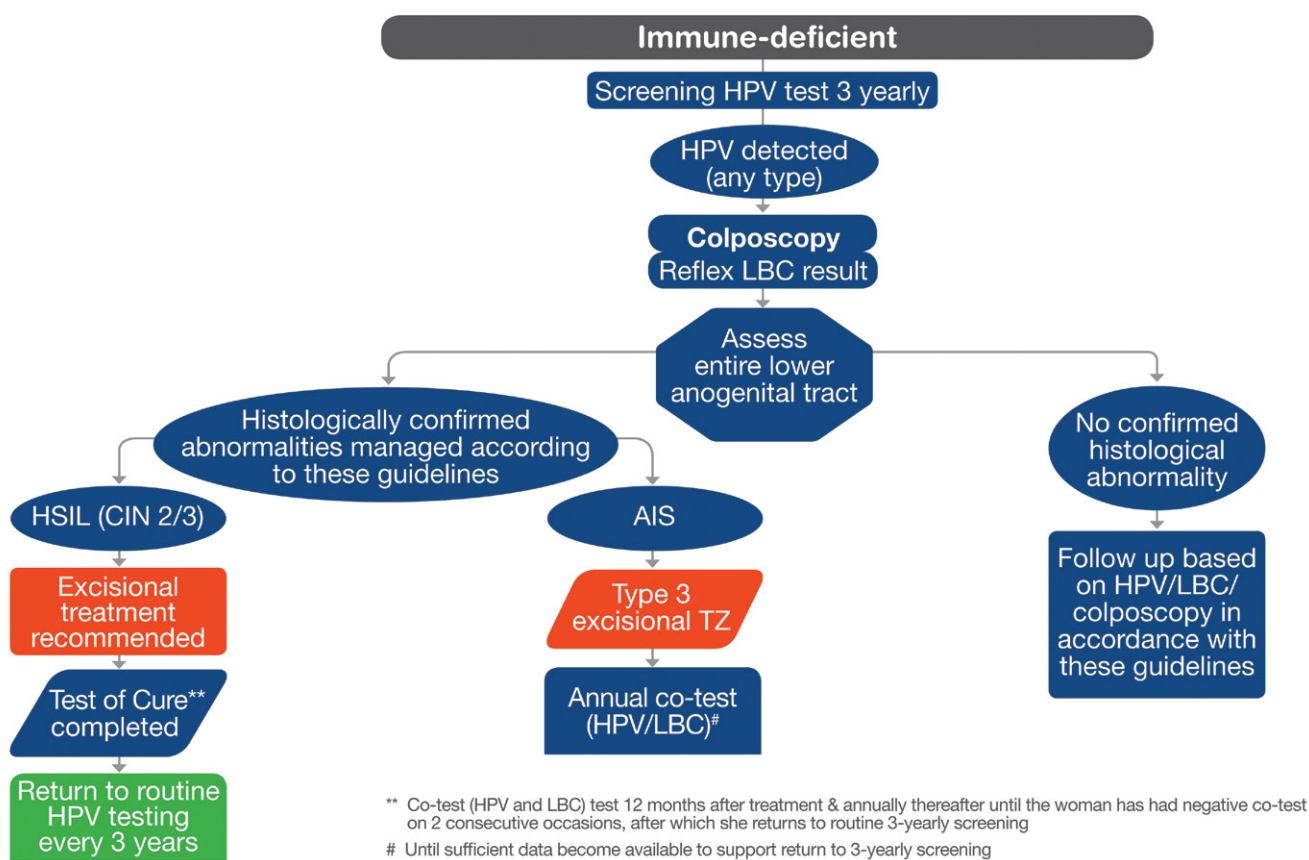 Immune-deficient
Screening HPV test 3 yearly
HPV detected
(any type)
Colposcopy
Reflex LBC result
Assess
entire lower
anogenital tract
Histologically confirmed
abnormalities managed according
to these guidelines
No confirmed
histological
abnormality
HSIL (CIN 2/3)
AIS
Excisional
treatment
recommended
Type 3
excisional TZ
Follow up based
on HPV/LBC/
colposcopy in
accordance with
these guidelines
Test of Cure**
completed
Annual co-test
(HPV/LBC)#
Return to routine
HPV testing
every 3 years
** Co-test (HPV and LBC) test 12 months after treatment & annually thereafter until the woman has had negative co-test
on 2 consecutive occasions, after which she returns to routine 3-yearly screening
# Until sufficient data become available to support return to 3-yearly screening